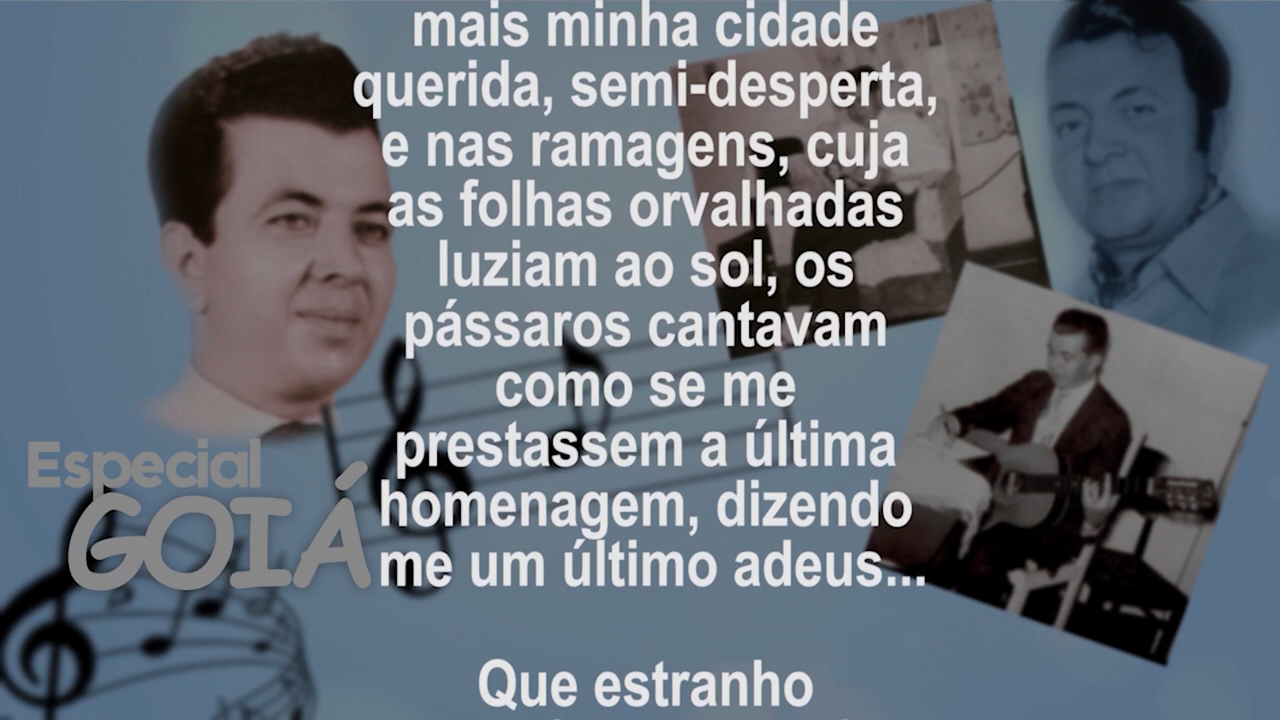 mais minha cidade
querida, semi-desperta,
e nas ramagens, cuja
as folhas orvalhadas
luziam ao sol, os
pássaros cantavam
como se me
prestassem a última
homenagem, dizendo
me um último adeus...
Que estranho
Especial
GOIÁ